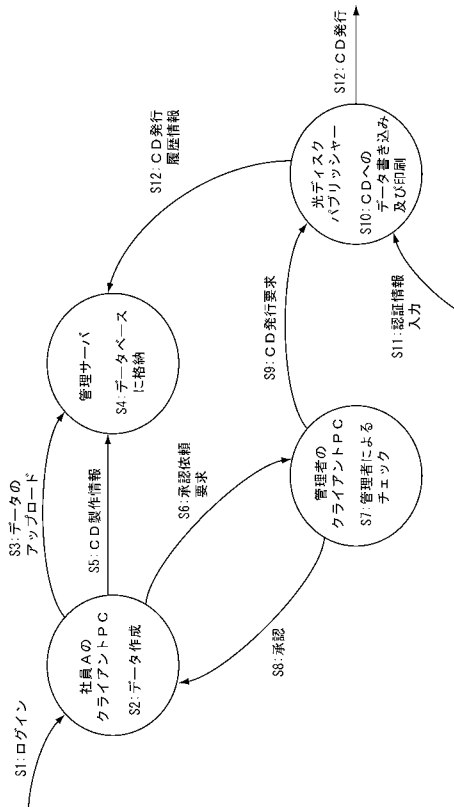 S1:ログイン
社員Aの
クライアントPC
S2:データ作成
S3:データの
アップロード
S5:CD製作情報
S6:承認依頼
要求
S8:承認
管理サーバ
S4:データベース
に格納
管理者の
クライアントPC
S7:管理者による
チェック
S12:CD発行
履歴情報
S9:CD発行要求
S11:認証情報
入力
光ディスク
パブリッシャー
S10:CDへの
データ書き込み
及び印刷
S12:CD発行